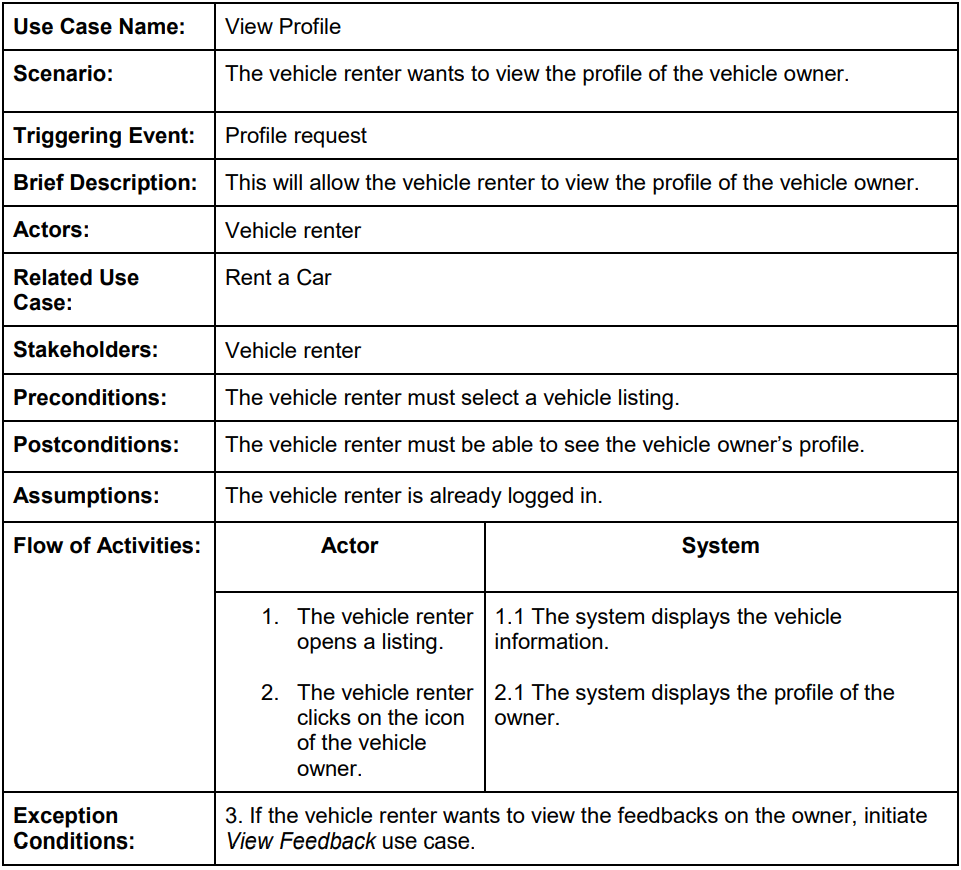 Use Case Name: View Profile
Scenario: The vehicle renter wants to view the profile of the vehicle owner.
Triggering Event: Profile request
Brief Description: This will allow the vehicle renter to view the profile of the vehicle owner.
Actors: Vehicle renter
Related Use
Case:
Rent a Car
Stakeholders: Vehicle renter
Preconditions: The vehicle renter must select a vehicle listing.
Postconditions: The vehicle renter must be able to see the vehicle owner’s profile.
Assumptions: The vehicle renter is already logged in.
Flow of Activities: Actor System
1. The vehicle renter
opens a listing.
1.1 The system displays the vehicle
information.
2. The vehicle renter
clicks on the icon
of the vehicle
owner.
2.1 The system displays the profile of the
owner.
Exception
Conditions:
3. If the vehicle renter wants to view the feedbacks on the owner, initiate
View Feedback use case.